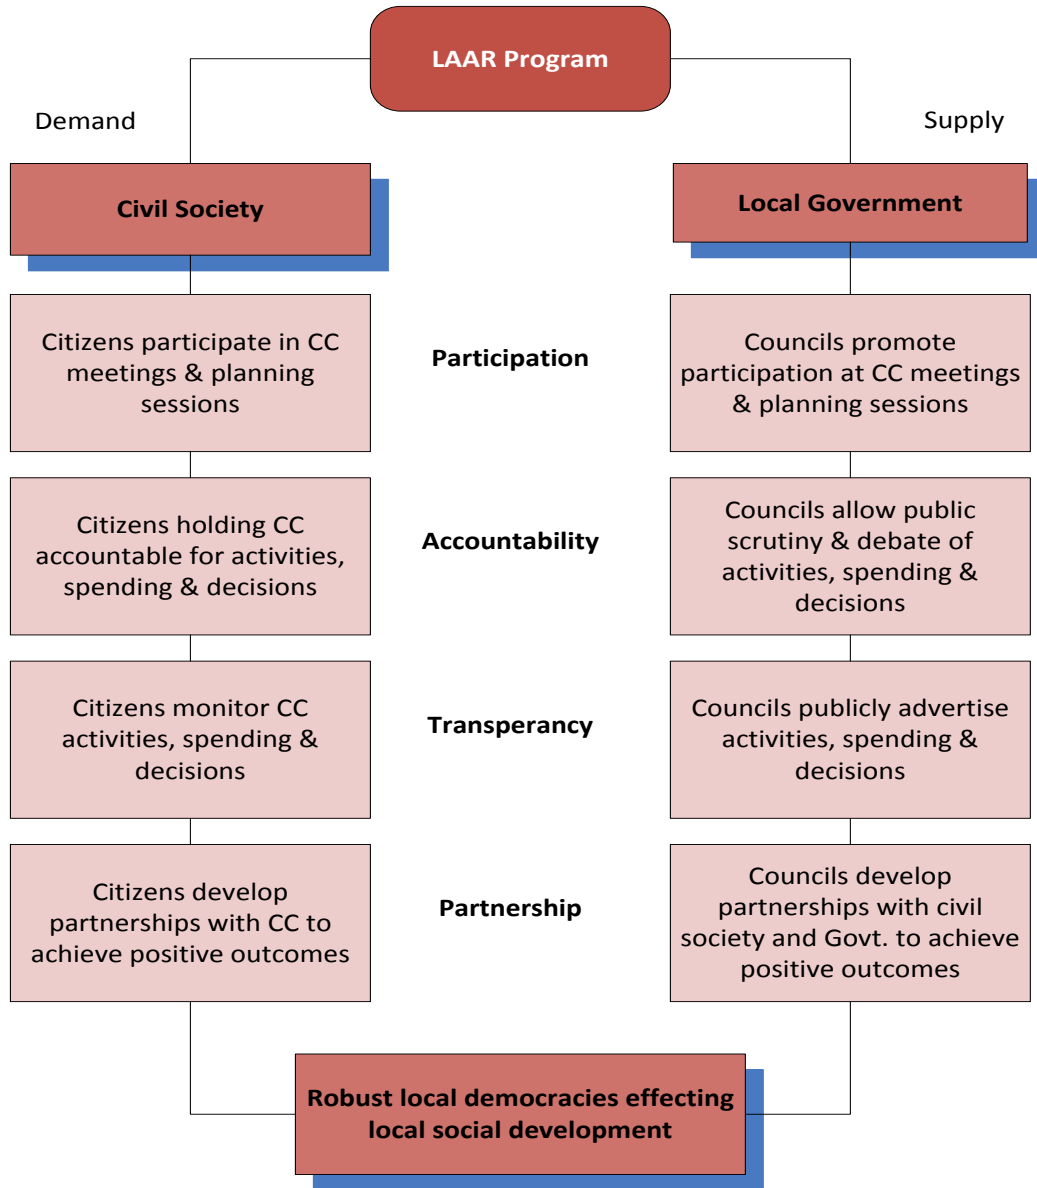 LAAR Program
Demand
Supply
Civil Society
Local Government
Citizens participate in CC
meetings & planning
sessions
Participation
Councils promote
participation at CC meetings
& planning sessions
Citizens holding CC
accountable for activities,
spending & decisions
Accountability
Councils allow public
scrutiny & debate of
activities, spending &
decisions
Citizens monitor CC
activities, spending &
decisions
Transperancy
Councils publicly advertise
activities, spending &
decisions
Citizens develop
partnerships with CC to
achieve positive outcomes
Partnership
Councils develop
partnerships with civil
society and Govt. to achieve
positive outcomes
Robust local democracies effecting
local social development